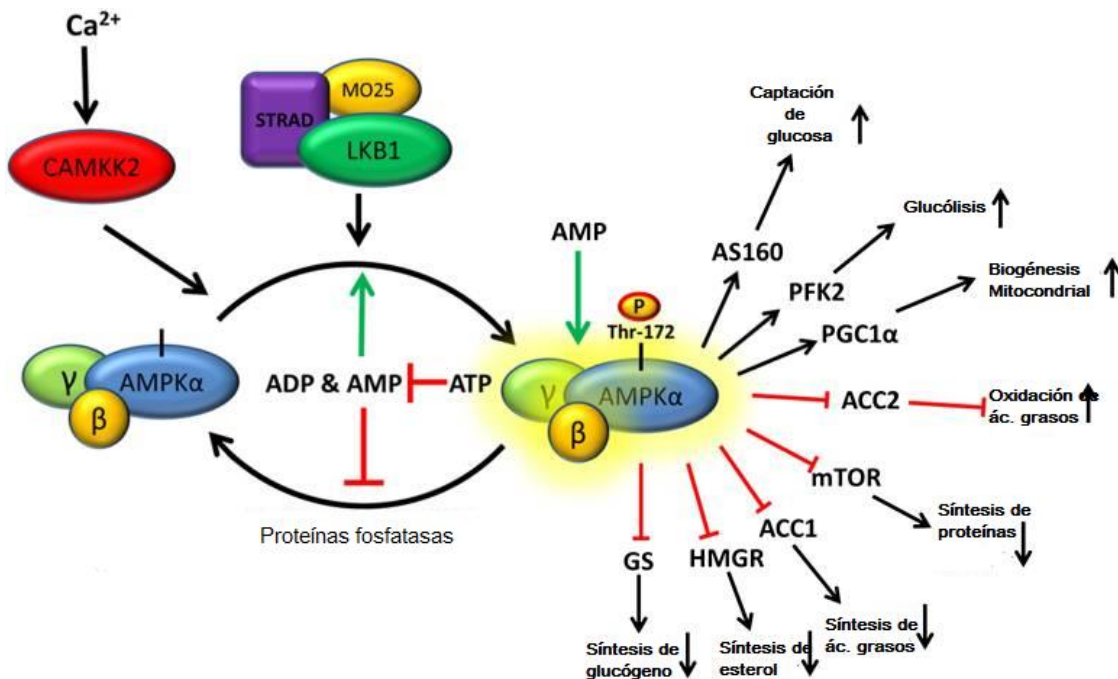 Ca2+
CAMKK2
STRAD
MO25
LKB1
γ
β
AMPKα
ADP & AMP
ATP
Proteínas fosfatasas
AMP
P
Thr-172
γ
β
AMPKα
AS160
Captación
de
glucosa
PFK2
Glucólisis
PGC1α
Biogénesis
Mitocondrial
ACC2
Oxidación de
ác. grasos
mTOR
Síntesis de
proteínas
ACC1
Síntesis de
ác. grasos
HMGR
Síntesis de
esterol
GS
Síntesis de
glucógeno